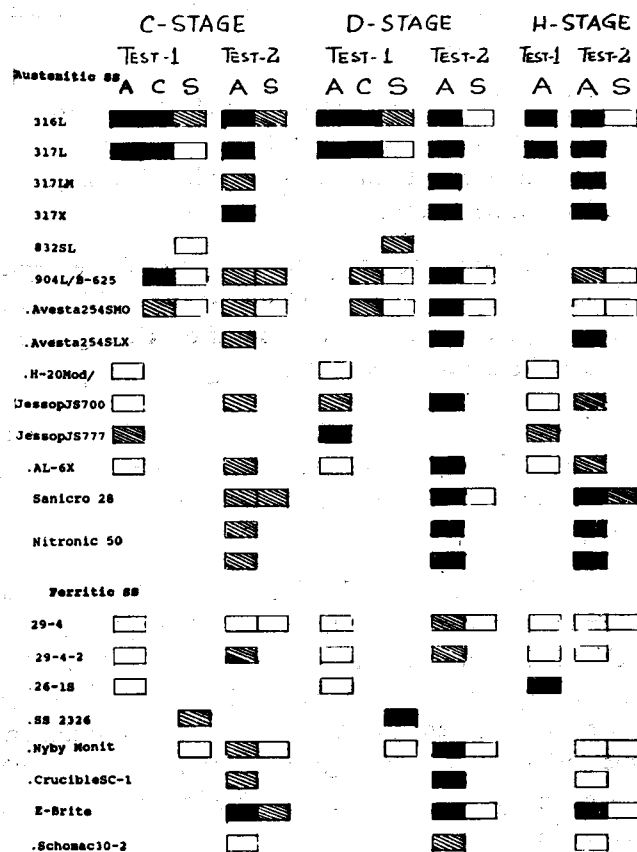 C-STAGE D-STAGE H-STAGE
TEST-1 TEST-2 TEST-1 TEST-2 TEST-1 TEST-2
Austenitic SS
A C S A S A C S A S A A S
316L
317L
317LM
317X
832SL
904L/B-625
.Avesta254SMO
.Avesta254SLX
.H-20Mod/
JessopJS700
JessopJS777
.AL-6X
Sanicro 28
Nitronic 50
Ferritic SS
29-4
29-4-2
.26-1S
.SS 2326
.Nyby Monit
.CrucibleSC-1
E-Brite
.Schomac30-2